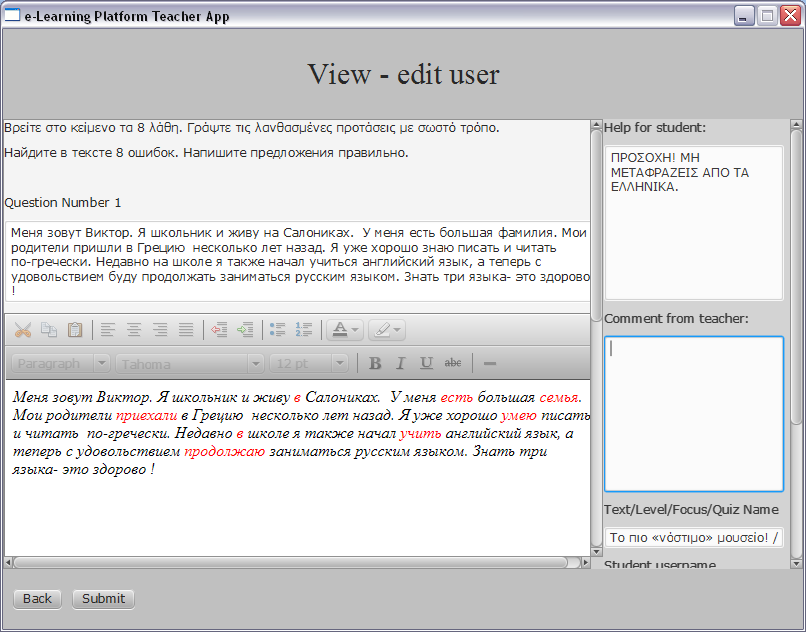 e-Learning Platform Teacher App
View - edit user
Βρείτε στο κείμενο τα 8 λάθη. Γράψτε τις λανθασμένες προτάσεις με σωστό τρόπο.
Найдите в тексте 8 ошибок. Напишите предложения правильно.
Question Number 1
Меня зовут Виктор. Я школьник и живу на Салониках.  У меня есть большая фамилия. Мои
родители пришли в Грецию  несколько лет назад. Я уже хорошо знаю писать и читать
по-гречески. Недавно на школе я также начал учиться английский язык, а теперь с
удовольствием буду продолжать заниматься русским языком. Знать три языка- это здорово
!
Paragraph
Tahoma
12 pt
B I U abc
Меня зовут Виктор. Я школьник и живу в Салониках.  У меня есть большая семья.
Мои родители приехали в Грецию  несколько лет назад. Я уже хорошо умею писать
и читать  по-гречески. Недавно в школе я также начал учить английский язык, а
теперь с удовольствием продолжаю заниматься русским языком. Знать три
языка- это здорово !
Help for student:
ΠΡΟΣΟΧΗ! ΜΗ
ΜΕΤΑΦΡΑΖΕΙΣ ΑΠΟ ΤΑ
ΕΛΛΗΝΙΚΑ.
Comment from teacher:
Text/Level/Focus/Quiz Name
Το πιο «νόστιμο» μουσείο! /
Student username
Back
Submit